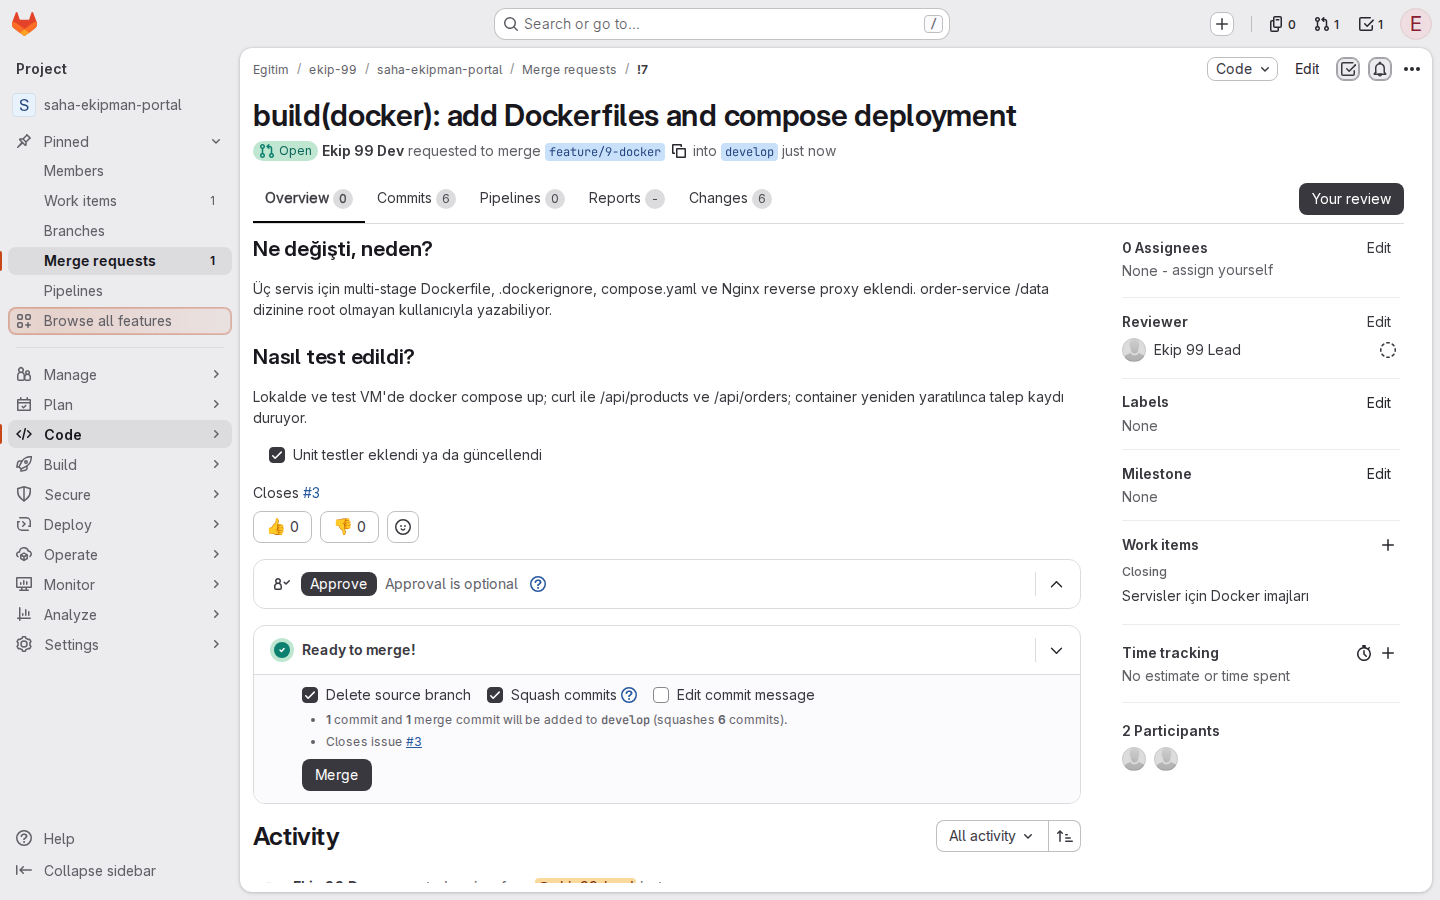 Search or go to...
/
0
1
1
E
Project
S
saha-ekipman-portal
Pinned
Members
Work items 1
Branches
Merge requests 1
Pipelines
Browse all features
Manage
Plan
Code
Build
Secure
Deploy
Operate
Monitor
Analyze
Settings
Help
Collapse sidebar
Egitim / ekip-99 / saha-ekipman-portal / Merge requests / !7
Code
Edit
build(docker): add Dockerfiles and compose deployment
Open Ekip 99 Dev requested to merge feature/9-docker into develop just now
Overview 0
Commits 6
Pipelines 0
Reports -
Changes 6
Your review
Ne değişti, neden?
Üç servis için multi-stage Dockerfile, .dockerignore, compose.yaml ve Nginx reverse proxy eklendi. order-service /data
dizinine root olmayan kullanıcıyla yazabiliyor.
Nasıl test edildi?
Lokalde ve test VM'de docker compose up; curl ile /api/products ve /api/orders; container yeniden yaratılınca talep kaydı
duruyor.
Unit testler eklendi ya da güncellendi
Closes #3
👍 0
👎 0
Approve Approval is optional
Ready to merge!
Delete source branch
Squash commits
Edit commit message
1 commit and 1 merge commit will be added to develop (squashes 6 commits).
Closes issue #3
Merge
Activity
All activity
0 Assignees
Edit
None - assign yourself
Reviewer
Edit
Ekip 99 Lead
Labels
Edit
None
Milestone
Edit
None
Work items
Closing
Servisler için Docker imajları
Time tracking
No estimate or time spent
2 Participants